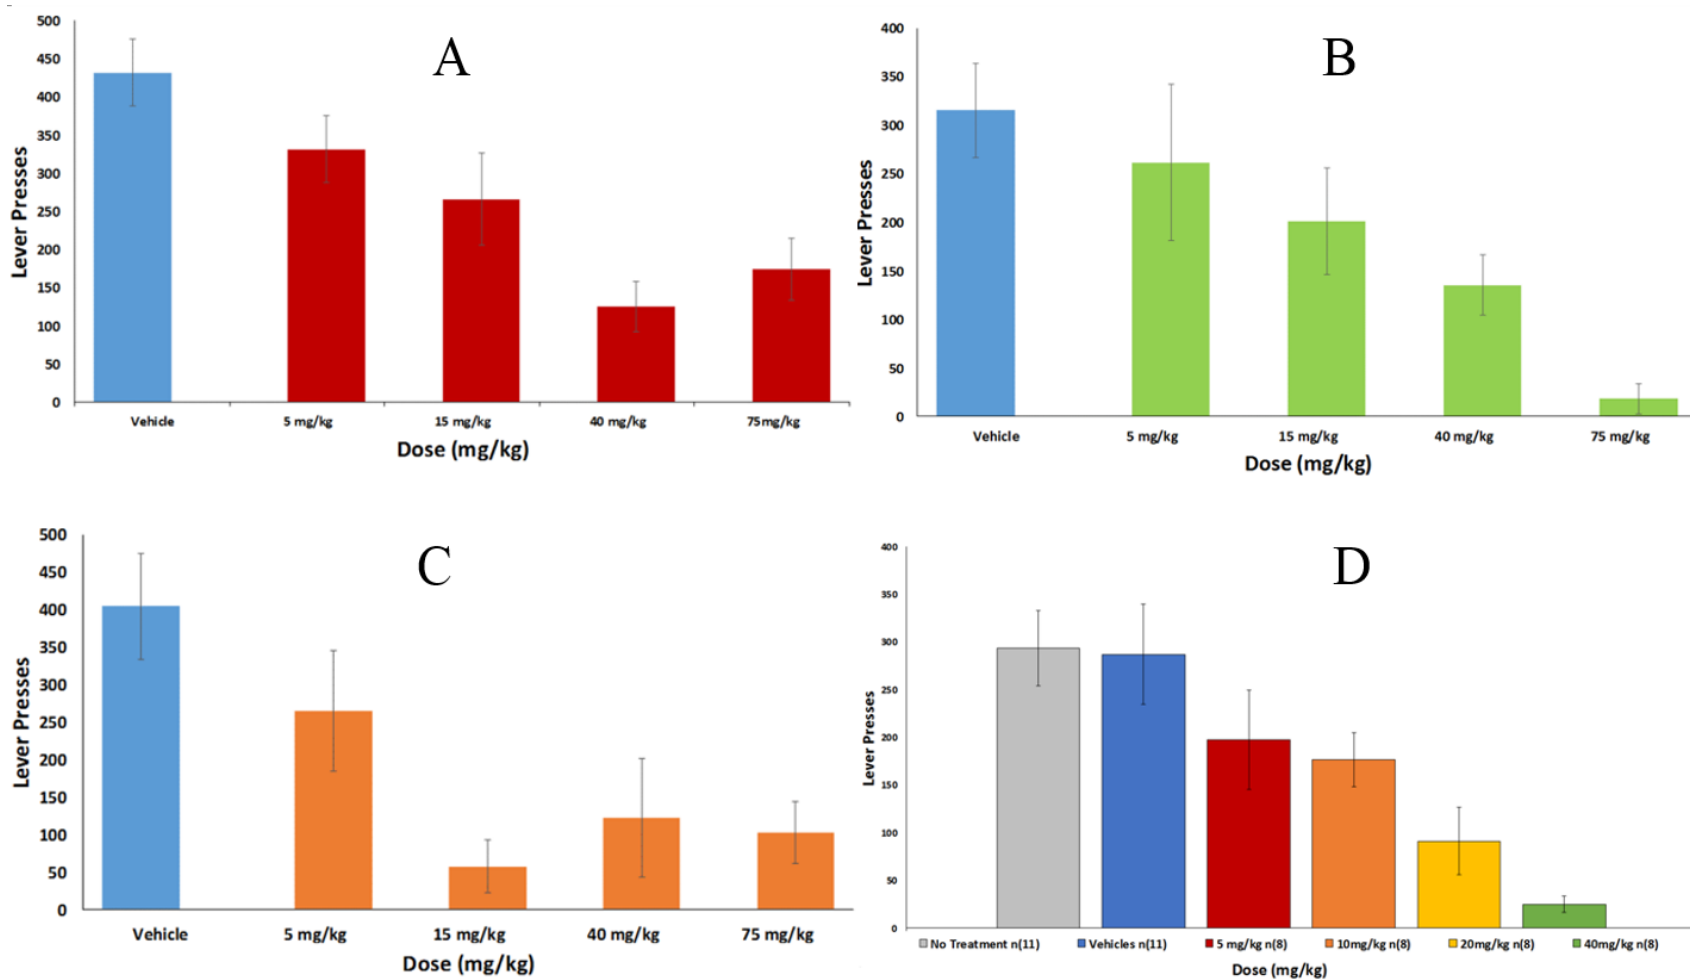 A
500
450
400
350
300
250
200
150
100
50
0
Lever Presses
Vehicle 5 mg/kg 15 mg/kg 40 mg/kg 75mg/kg
Dose (mg/kg)
B
400
350
300
250
200
150
100
50
0
Lever Presses
Vehicle 5 mg/kg 15 mg/kg 40 mg/kg 75 mg/kg
Dose (mg/kg)
C
500
450
400
350
300
250
200
150
100
50
0
Lever Presses
Vehicle 5 mg/kg 15 mg/kg 40 mg/kg 75 mg/kg
Dose (mg/kg)
D
400
350
300
250
200
150
100
50
0
Lever Presses
No Treatment n(11) Vehicles n(11) 5 mg/kg n(8) 10mg/kg n(8) 20mg/kg n(8) 40mg/kg n(8)
Dose (mg/kg)